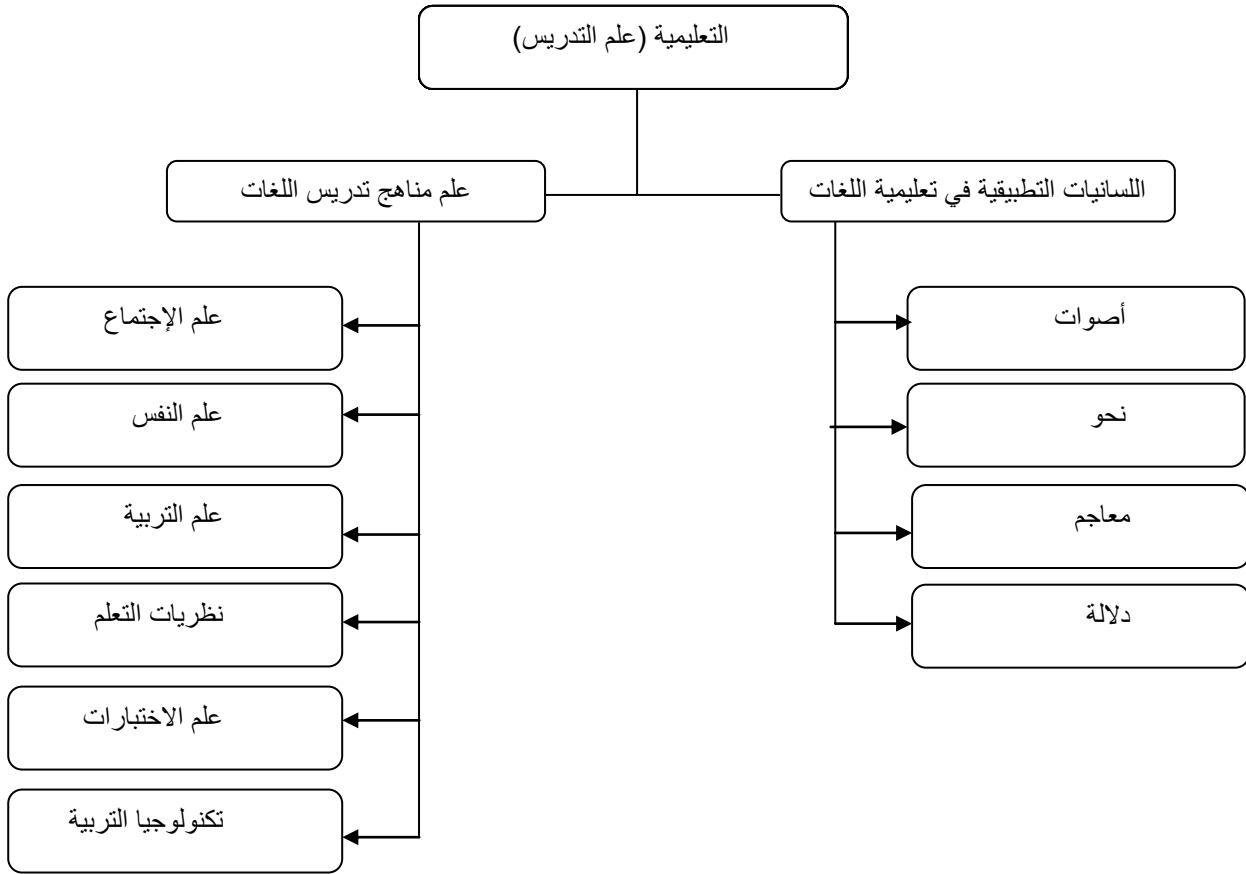 التعليمية (علم التدريس)
اللسانيات التطبيقية في تعليمية اللغات
علم مناهج تدريس اللغات
أصوات
نحو
معاجم
دلالة
علم الإجتماع
علم النفس
علم التربية
نظريات التعلم
علم الاختبارات
تكنولوجيا التربية